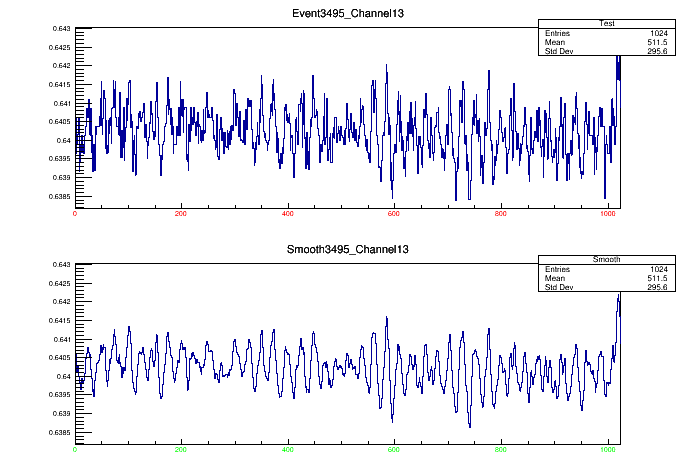 Event3495_Channel13
Test
Entries 1024
Mean 511.5
Std Dev 295.6
0.643
0.6425
0.642
0.6415
0.641
0.6405
0.64
0.6395
0.639
0.6385
0 200 400 600 800 1000
Smooth3495_Channel13
Smooth
Entries 1024
Mean 511.5
Std Dev 295.6
0.643
0.6425
0.642
0.6415
0.641
0.6405
0.64
0.6395
0.639
0.6385
0 200 400 600 800 1000